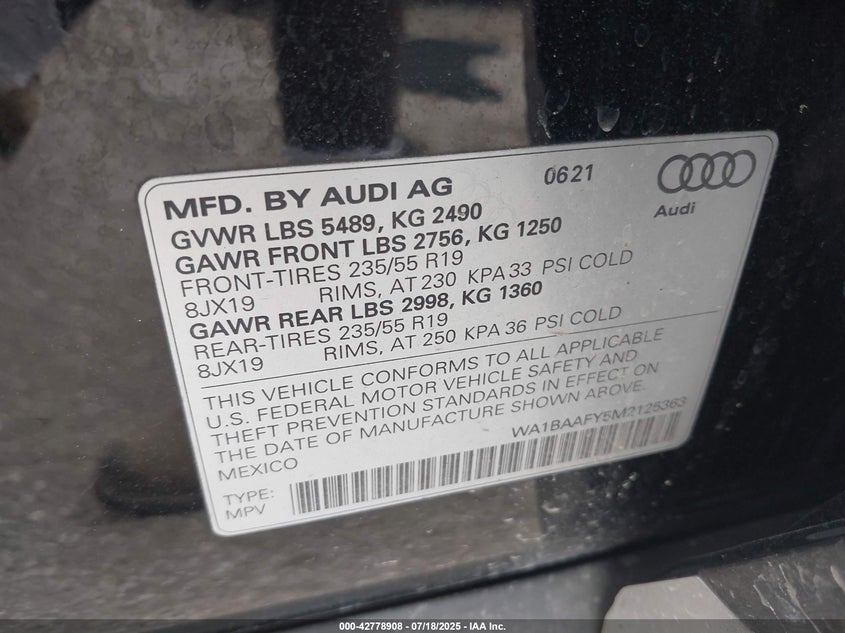 MFD. BY AUDI AG 0621
Audi
GVWR LBS 5489, KG 2490
GAWR FRONT LBS 2756, KG 1250
FRONT-TIRES 235/55 R19
8JX19 RIMS, AT 230 KPA 33 PSI COLD
GAWR REAR LBS 2998, KG 1360
REAR-TIRES 235/55 R19
8JX19 RIMS, AT 250 KPA 36 PSI COLD
THIS VEHICLE CONFORMS TO ALL APPLICABLE
U.S. FEDERAL MOTOR VEHICLE SAFETY AND
THEFT PREVENTION STANDARDS IN EFFECT ON
THE DATE OF MANUFACTURE SHOWN ABOVE.
MEXICO WA1BAAFY5M2125363
TYPE:
MPV
000-42778908 - 07/18/2025 - IAA Inc.